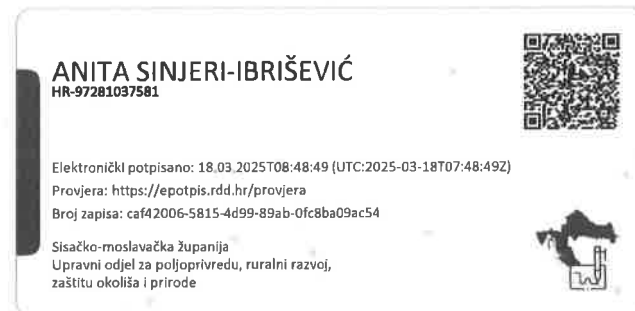 ANITA SINJERI-IBRIŠEVIĆ
HR-97281037581
Elektronički potpisano: 18.03.2025T08:48:49 (UTC:2025-03-18T07:48:49Z)
Provjera: https://epotpis.rdd.hr/provjera
Broj zapisa: caf42006-5815-4d99-89ab-0fc8ba09ac54
Sisačko-moslavačka županija
Upravni odjel za poljoprivredu, ruralni razvoj,
zaštitu okoliša i prirode